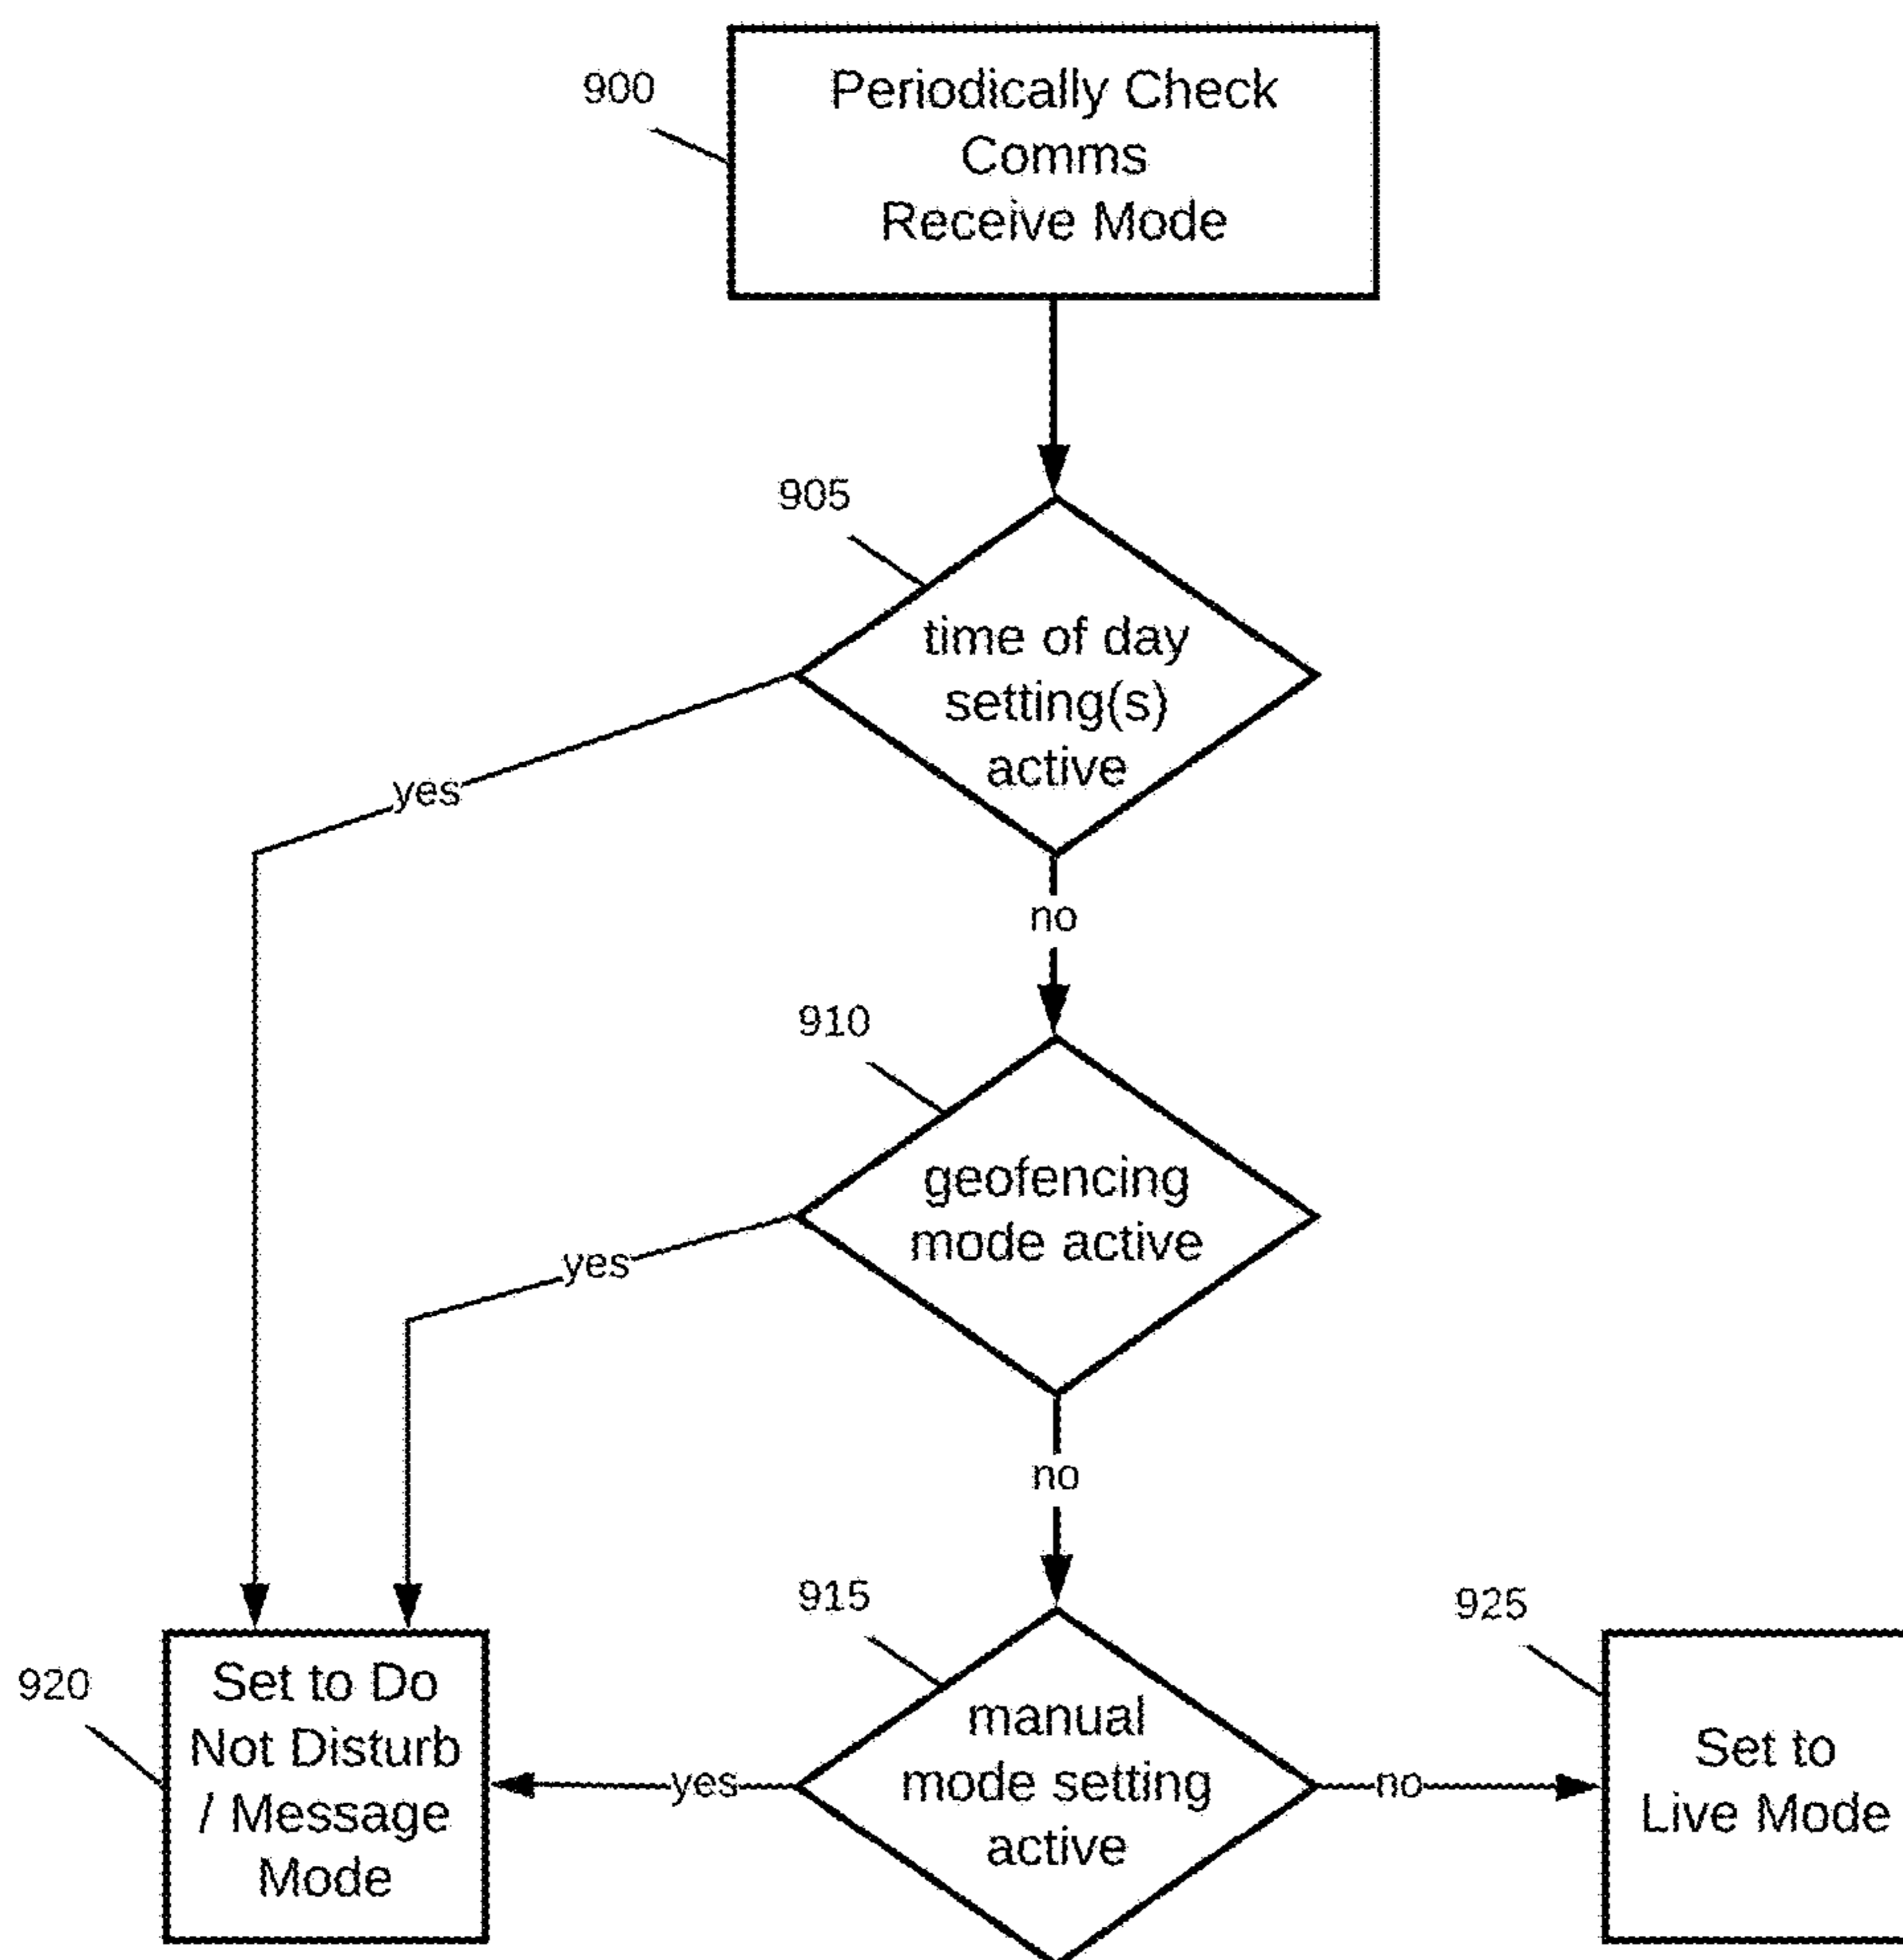 900
Periodically Check
Comms
Receive Mode
905
time of day
setting(s)
active
yes
no
910
geofencing
mode active
yes
no
915
925
920
Set to Do
Not Disturb
/ Message
Mode
yes
manual
mode setting
active
no
Set to
Live Mode